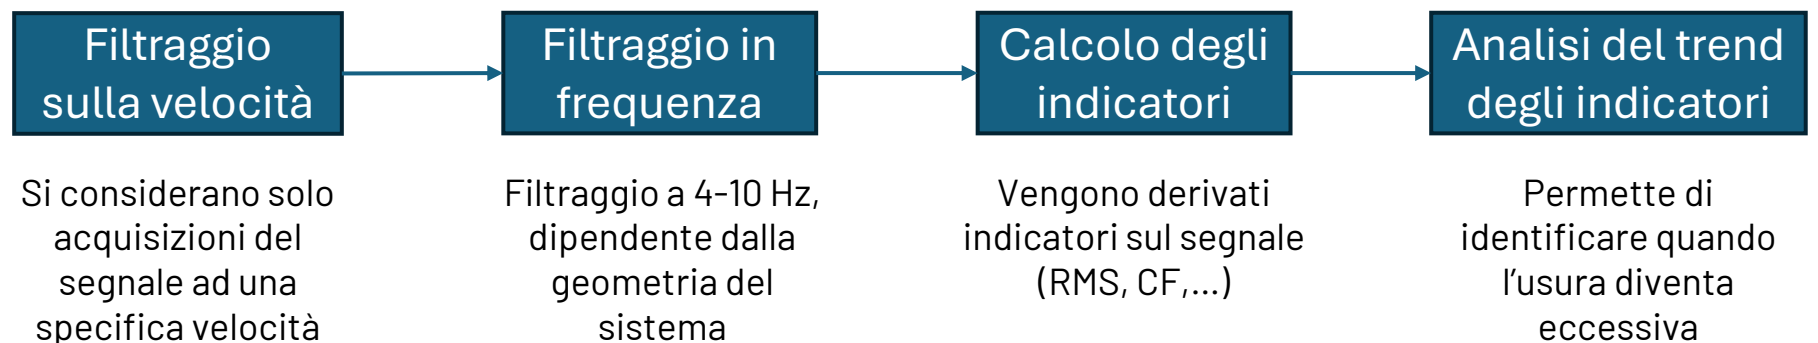 Filtraggio
sulla velocità
Si considerano solo
acquisizioni del
segnale ad una
specifica velocità
Filtraggio in
frequenza
Filtraggio a 4-10 Hz,
dipendente dalla
geometria del
sistema
Calcolo degli
indicatori
Vengono derivati
indicatori sul segnale
(RMS, CF,...)
Analisi del trend
degli indicatori
Permette di
identificare quando
l'usura diventa
eccessiva